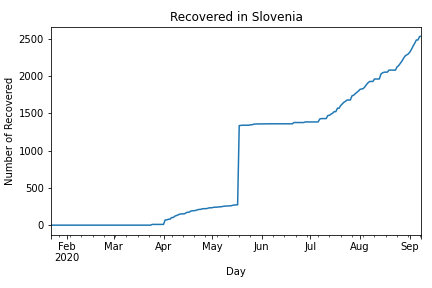 Recovered in Slovenia
Number of Recovered
2500
2000
1500
1000
500
0
Feb Mar Apr May Jun Jul Aug Sep
2020
Day